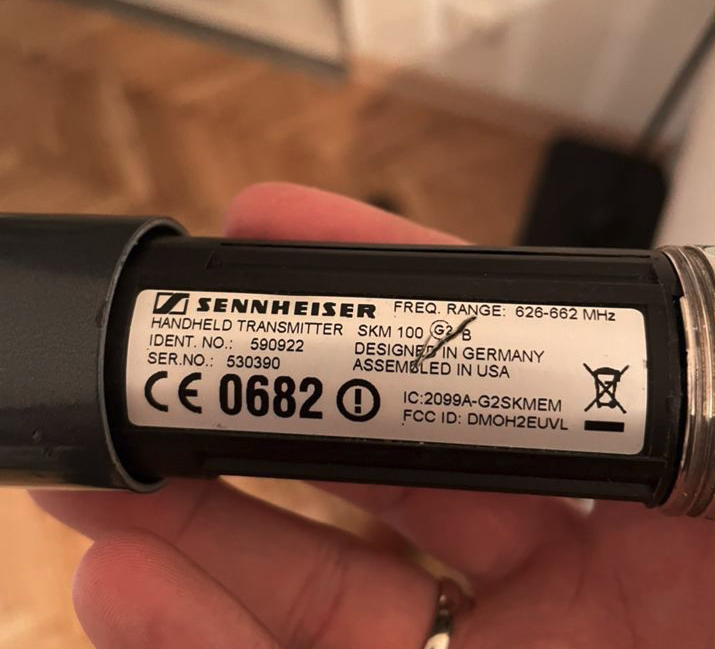 SENNHEISER FREQ. RANGE: 626-662 MHz
HANDHELD TRANSMITTER SKM 100 G2 B
IDENT. NO.: 590922 DESIGNED IN GERMANY
SER.NO.: 530390 ASSEMBLED IN USA
CE 0682 IC:2099A-G2SKMEM
FCC ID: DMOH2EUVL